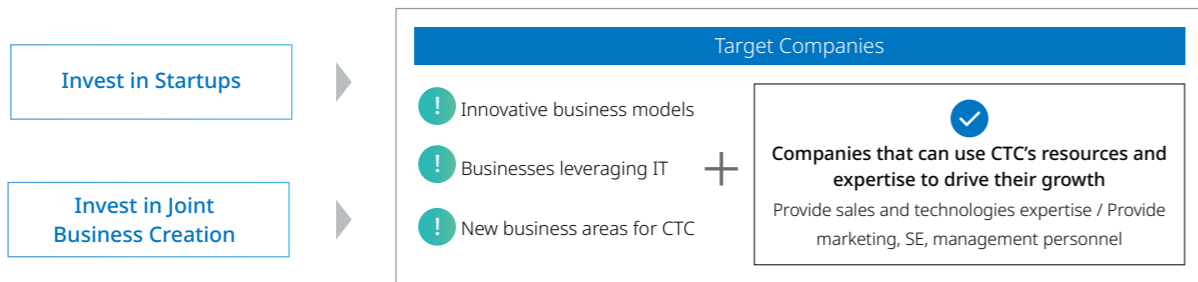 Invest in Startups
Invest in Joint
Business Creation
Target Companies
! Innovative business models
! Businesses leveraging IT
! New business areas for CTC
+
Companies that can use CTC's resources and
expertise to drive their growth
Provide sales and technologies expertise / Provide
marketing, SE, management personnel